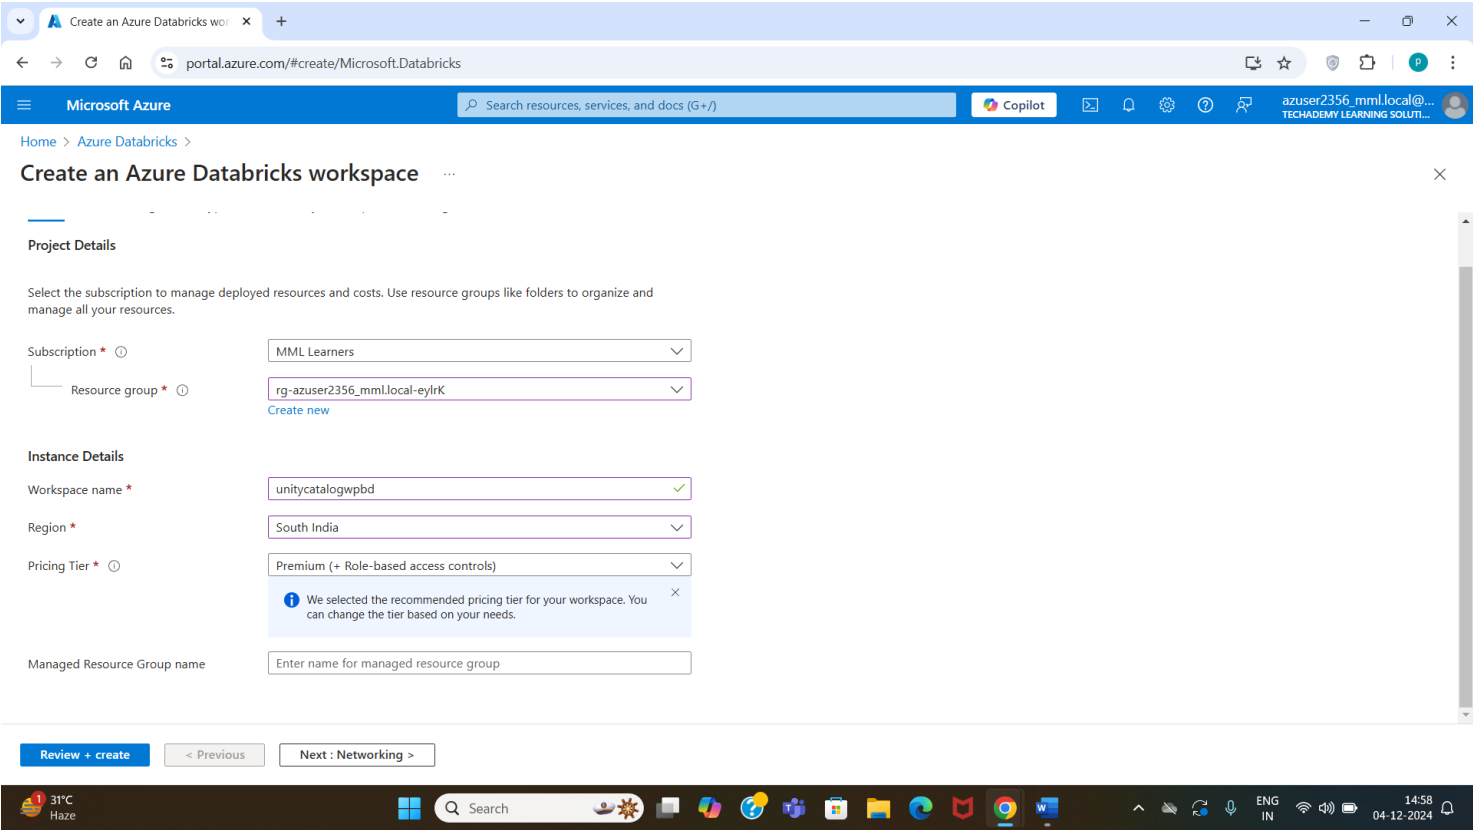 Create an Azure Databricks wor
portal.azure.com/#create/Microsoft.Databricks
P
Microsoft Azure
Search resources, services, and docs (G+/)
Copilot
azuser2356_mml.local@...
TECHADEMY LEARNING SOLUTI...
Home > Azure Databricks >
Create an Azure Databricks workspace ...
Project Details
Select the subscription to manage deployed resources and costs. Use resource groups like folders to organize and
manage all your resources.
Subscription * MML Learners
Resource group * rg-azuser2356_mml.local-eylrK
Create new
Instance Details
Workspace name * unitycatalogwpbd
Region * South India
Pricing Tier * Premium (+ Role-based access controls)
We selected the recommended pricing tier for your workspace. You
can change the tier based on your needs.
Managed Resource Group name Enter name for managed resource group
Review + create < Previous Next : Networking >
1 31°C
Haze
Search
ENG
IN
14:58
04-12-2024